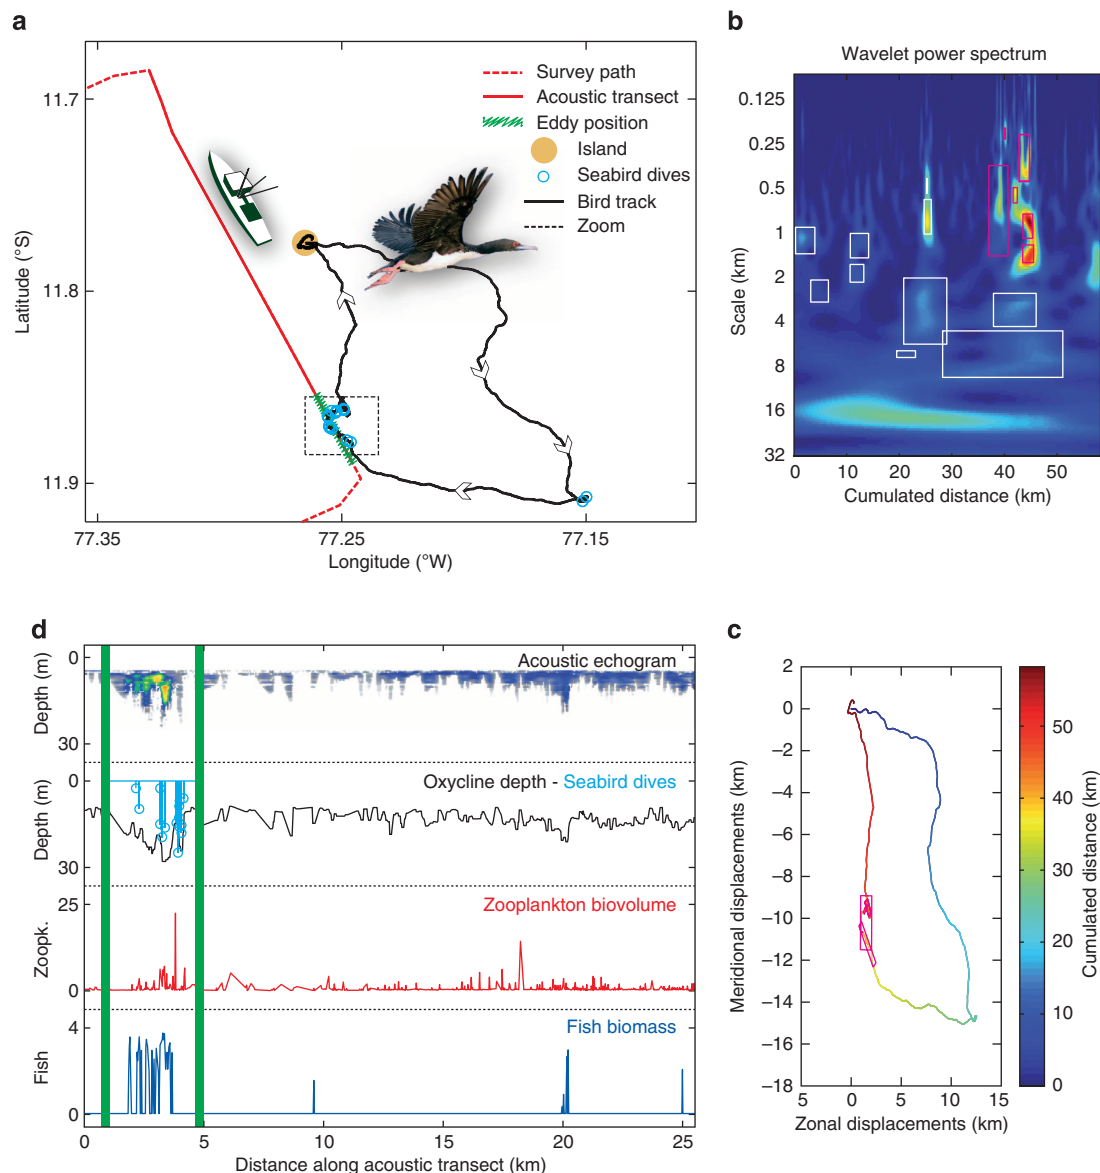 a
11.7
11.8
11.9
Latitude (°S)
77.35
77.25
77.15
Longitude (°W)
Survey path
Acoustic transect
Eddy position
Island
Seabird dives
Bird track
Zoom
b
Wavelet power spectrum
0.125
0.25
0.5
1
2
4
8
16
32
Scale (km)
0 10 20 30 40 50
Cumulated distance (km)
d
Acoustic echogram
0
30
Depth (m)
Oxycline depth - Seabird dives
0
30
Depth (m)
Zooplankton biovolume
25
0
Zoopk.
Fish biomass
4
0
Fish
0 5 10 15 20 25
Distance along acoustic transect (km)
c
2
0
−2
−4
−6
−8
−10
−12
−14
−16
−18
Meridional displacements (km)
5 0 5 10 15
Zonal displacements (km)
50
40
30
20
10
0
Cumulated distance (km)